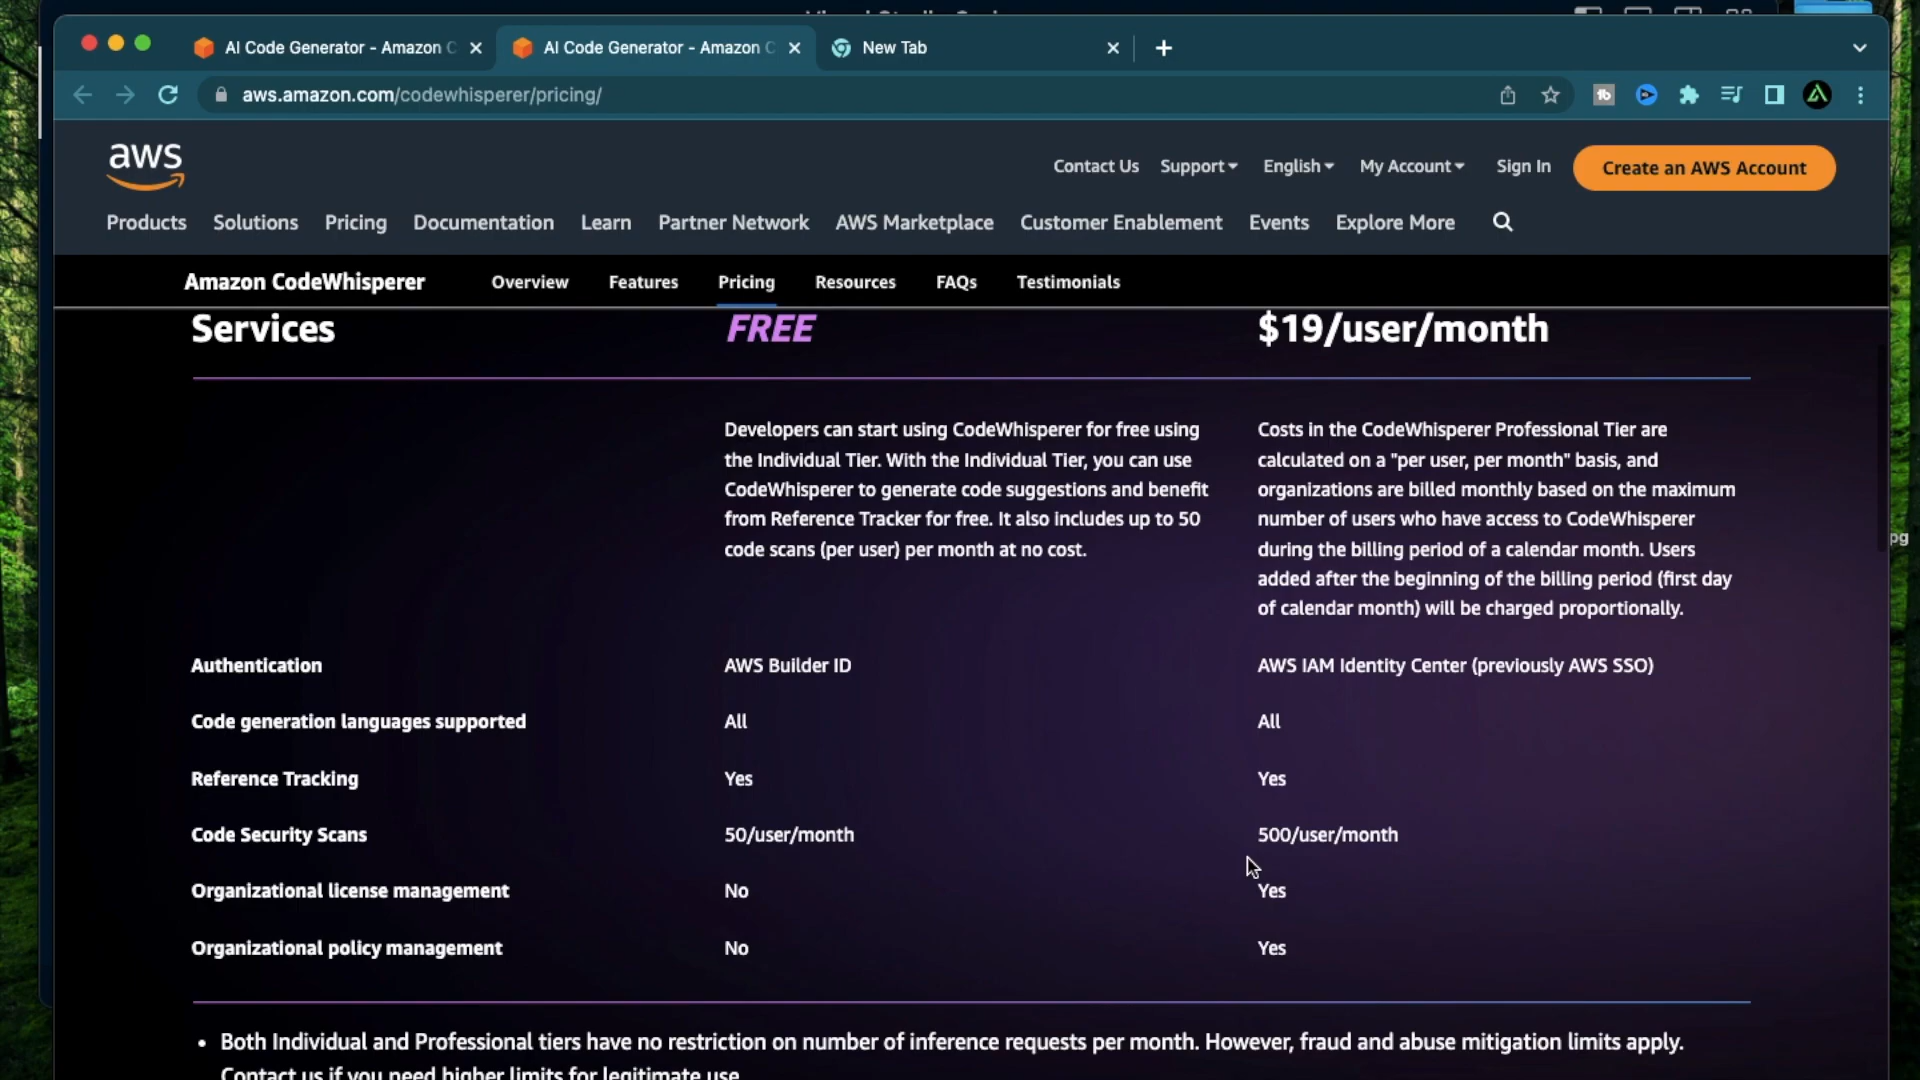 AI Code Generator - Amazon C
AI Code Generator - Amazon C
New Tab
aws.amazon.com/codewhisperer/pricing/
aws
Contact Us
Support
English
My Account
Sign In
Create an AWS Account
Products
Solutions
Pricing
Documentation
Learn
Partner Network
AWS Marketplace
Customer Enablement
Events
Explore More
Amazon CodeWhisperer
Overview
Features
Pricing
Resources
FAQs
Testimonials
Services
FREE
$19/user/month
Developers can start using CodeWhisperer for free using
the Individual Tier. With the Individual Tier, you can use
CodeWhisperer to generate code suggestions and benefit
from Reference Tracker for free. It also includes up to 50
code scans (per user) per month at no cost.
Costs in the CodeWhisperer Professional Tier are
calculated on a "per user, per month" basis, and
organizations are billed monthly based on the maximum
number of users who have access to CodeWhisperer
during the billing period of a calendar month. Users
added after the beginning of the billing period (first day
of calendar month) will be charged proportionally.
Authentication
AWS Builder ID
AWS IAM Identity Center (previously AWS SSO)
Code generation languages supported
All
All
Reference Tracking
Yes
Yes
Code Security Scans
50/user/month
500/user/month
Organizational license management
No
Yes
Organizational policy management
No
Yes
• Both Individual and Professional tiers have no restriction on number of inference requests per month. However, fraud and abuse mitigation limits apply.
Contact us if you need higher limits for legitimate use
pg